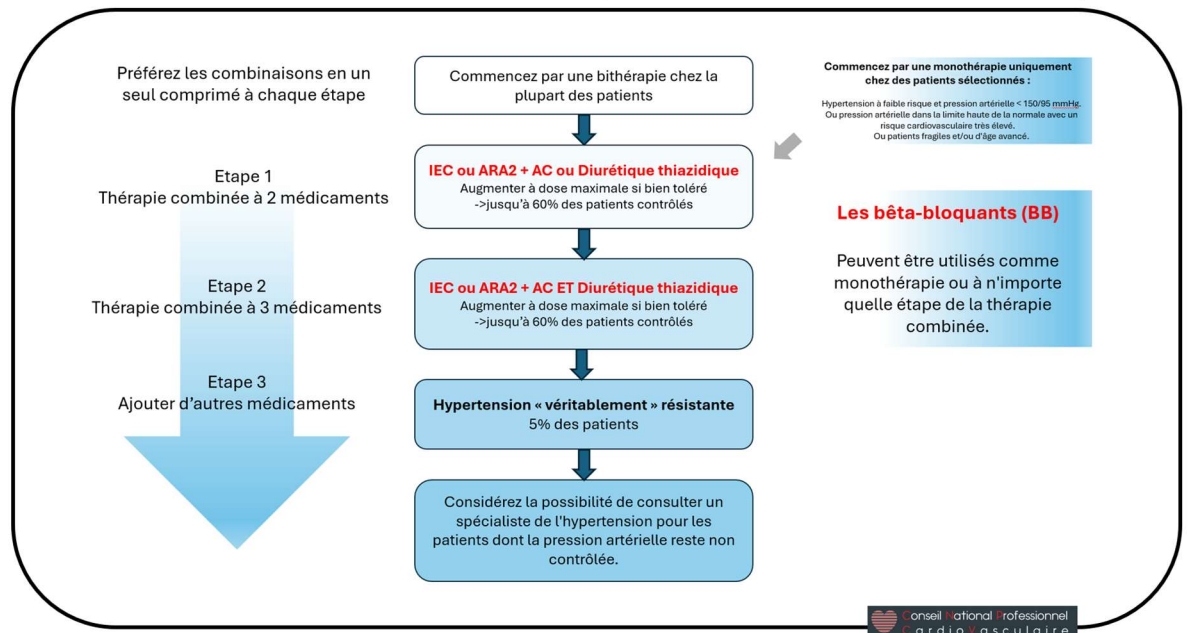 Préférez les combinaisons en un
seul comprimé à chaque étape
Commencez par une bithérapie chez la
plupart des patients
Commencez par une monothérapie uniquement
chez des patients sélectionnés :
Hypertension à faible risque et pression artérielle < 150/95 mmHg.
Ou pression artérielle dans la limite haute de la normale avec un
risque cardiovasculaire très élevé.
Ou patients fragiles et/ou d'âge avancé.
Etape 1
Thérapie combinée à 2 médicaments
IEC ou ARA2 + AC ou Diurétique thiazidique
Augmenter à dose maximale si bien toléré
->jusqu'à 60% des patients contrôlés
Les bêta-bloquants (BB)
Peuvent être utilisés comme
monothérapie ou à n'importe
quelle étape de la thérapie
combinée.
Etape 2
Thérapie combinée à 3 médicaments
IEC ou ARA2 + AC ET Diurétique thiazidique
Augmenter à dose maximale si bien toléré
->jusqu'à 60% des patients contrôlés
Etape 3
Ajouter d'autres médicaments
Hypertension « véritablement » résistante
5% des patients
Considérez la possibilité de consulter un
spécialiste de l'hypertension pour les
patients dont la pression artérielle reste non
contrôlée.
Conseil National Professionnel
CardioVasculaire